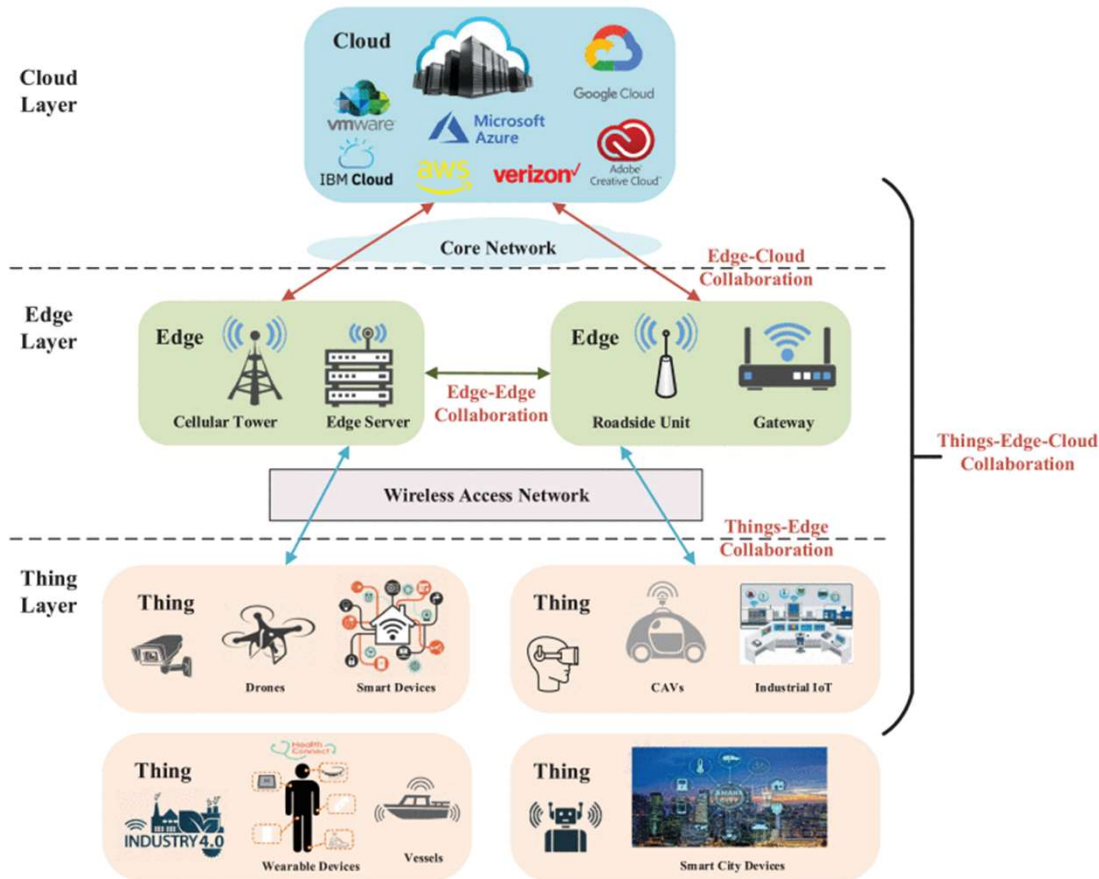 Cloud
Layer
Cloud
Google Cloud
vmware
Microsoft
Azure
IBM Cloud
aws
verizon✓
Adobe
Creative Cloud
Core Network
Edge-Cloud
Collaboration
Edge
Layer
Edge
Cellular Tower
Edge Server
Edge-Edge
Collaboration
Edge
Roadside Unit
Gateway
Things-Edge-Cloud
Collaboration
Wireless Access Network
Things-Edge
Collaboration
Thing
Layer
Thing
Drones
Smart Devices
Thing
CAVs
Industrial IoT
Thing
Health
Connect
INDUSTRY 4.0
Wearable Devices
Vessels
Thing
SMART
CITY
Smart City Devices